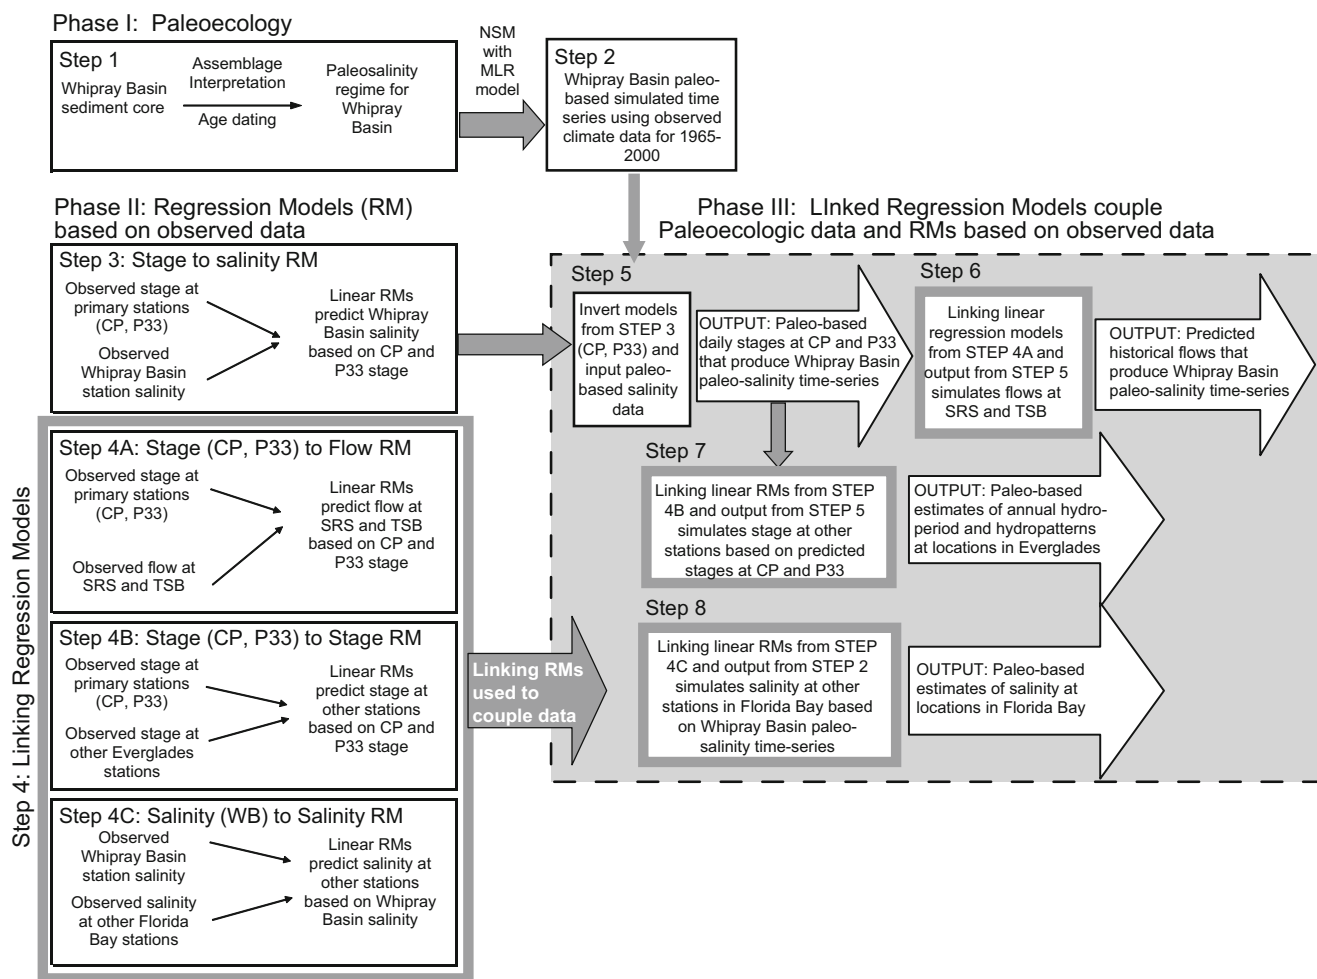 Phase I: Paleoecology
Step 1
Whipray Basin
sediment core
Assemblage
Interpretation
Age dating
Paleosalinity
regime for
Whipray
Basin
NSM
with
MLR
model
Step 2
Whipray Basin paleo-
based simulated time
series using observed
climate data for 1965-
2000
Phase II: Regression Models (RM)
based on observed data
Step 3: Stage to salinity RM
Observed stage at
primary stations
(CP, P33)
Observed
Whipray Basin
station salinity
Linear RMs
predict Whipray
Basin salinity
based on CP and
P33 stage
Step 4: Linking Regression Models
Step 4A: Stage (CP, P33) to Flow RM
Observed stage at
primary stations
(CP, P33)
Observed flow at
SRS and TSB
Linear RMs
predict flow at
SRS and TSB
based on CP and
P33 stage
Step 4B: Stage (CP, P33) to Stage RM
Observed stage at
primary stations
(CP, P33)
Observed stage at
other Everglades
stations
Linear RMs
predict stage at
other stations
based on CP and
P33 stage
Step 4C: Salinity (WB) to Salinity RM
Observed
Whipray Basin
station salinity
Observed salinity
at other Florida
Bay stations
Linear RMs
predict salinity at
other stations
based on Whipray
Basin salinity
Linking RMs
used to
couple data
Phase III: LInked Regression Models couple
Paleoecologic data and RMs based on observed data
Step 5
Invert models
from STEP 3
(CP, P33) and
input paleo-
based salinity
data
OUTPUT: Paleo-based
daily stages at CP and P33
that produce Whipray Basin
paleo-salinity time-series
Step 6
Linking linear
regression models
from STEP 4A and
output from STEP 5
simulates flows at
SRS and TSB
OUTPUT: Predicted
historical flows that
produce Whipray Basin
paleo-salinity time-series
Step 7
Linking linear RMs from STEP
4B and output from STEP 5
simulates stage at other
stations based on predicted
stages at CP and P33
OUTPUT: Paleo-based
estimates of annual hydro-
period and hydropatterns
at locations in Everglades
Step 8
Linking linear RMs from STEP
4C and output from STEP 2
simulates salinity at other
stations in Florida Bay based
on Whipray Basin paleo-
salinity time-series
OUTPUT: Paleo-based
estimates of salinity at
locations in Florida Bay